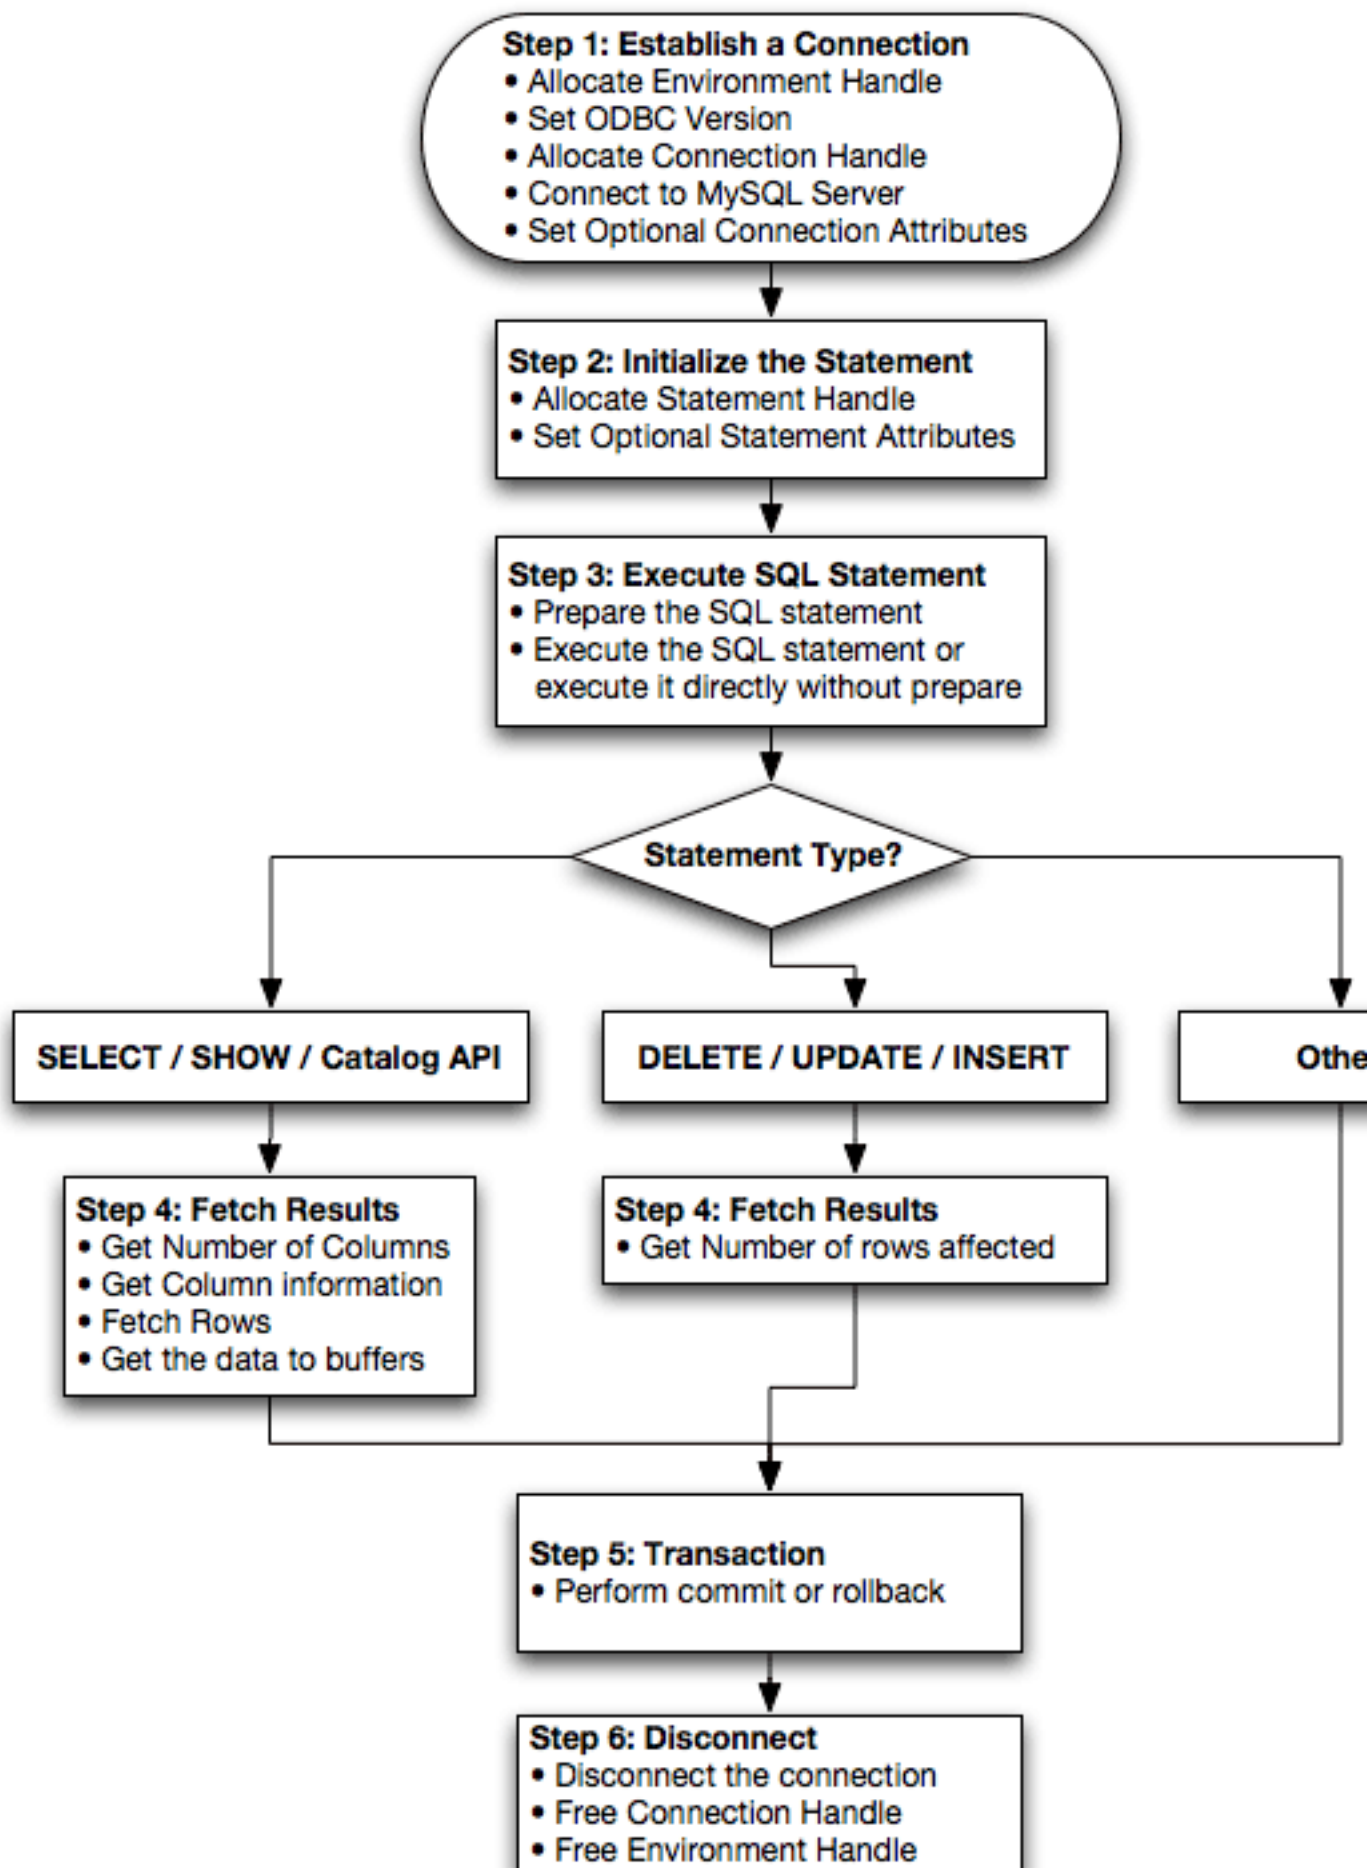 Step 1: Establish a Connection
• Allocate Environment Handle
• Set ODBC Version
• Allocate Connection Handle
• Connect to MySQL Server
• Set Optional Connection Attributes
Step 2: Initialize the Statement
• Allocate Statement Handle
• Set Optional Statement Attributes
Step 3: Execute SQL Statement
• Prepare the SQL statement
• Execute the SQL statement or
execute it directly without prepare
Statement Type?
SELECT / SHOW / Catalog API
DELETE / UPDATE / INSERT
Othe
Step 4: Fetch Results
• Get Number of Columns
• Get Column information
• Fetch Rows
• Get the data to buffers
Step 4: Fetch Results
• Get Number of rows affected
Step 5: Transaction
• Perform commit or rollback
Step 6: Disconnect
• Disconnect the connection
• Free Connection Handle
• Free Environment Handle